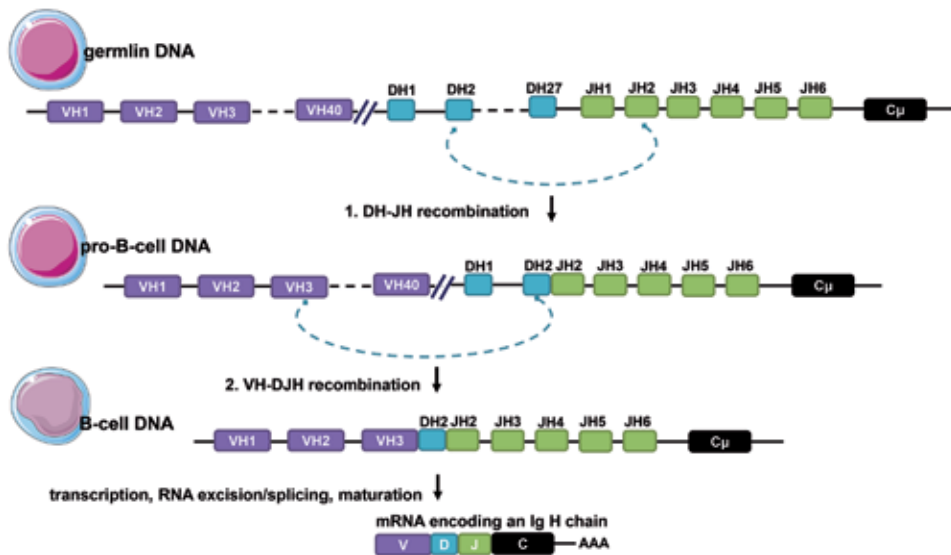 germlin DNA
DH1 DH2 DH27 JH1 JH2 JH3 JH4 JH5 JH6
VH1 VH2 VH3 VH40 Cμ
1. DH-JH recombination
pro-B-cell DNA
DH1 DH2 JH2 JH3 JH4 JH5 JH6
VH1 VH2 VH3 VH40 Cμ
2. VH-DJH recombination
B-cell DNA
DH2 JH2 JH3 JH4 JH5 JH6
VH1 VH2 VH3 Cμ
transcription, RNA excision/splicing, maturation
mRNA encoding an Ig H chain
V D J C AAA